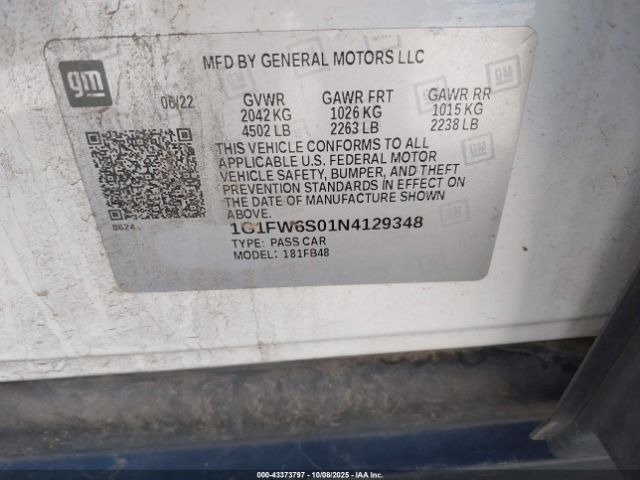 gm
MFD BY GENERAL MOTORS LLC
06/22 GVWR GAWR FRT GAWR RR
2042 KG 1026 KG 1015 KG
4502 LB 2263 LB 2238 LB
THIS VEHICLE CONFORMS TO ALL
APPLICABLE U.S. FEDERAL MOTOR
VEHICLE SAFETY, BUMPER, AND THEFT
PREVENTION STANDARDS IN EFFECT ON
THE DATE OF MANUFACTURE SHOWN
ABOVE.
8624
1G1FW6S01N4129348
TYPE: PASS CAR
MODEL: 181FB48
00-43373797 - 10/08/2025 - IAA Inc.